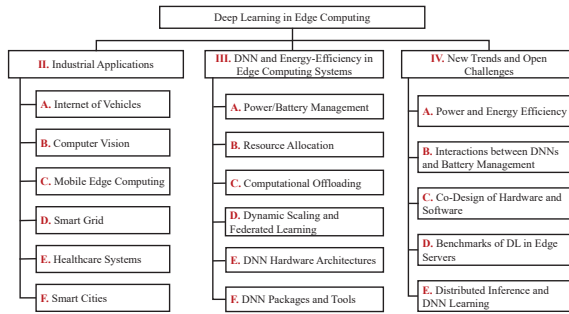 Deep Learning in Edge Computing
II. Industrial Applications
A. Internet of Vehicles
B. Computer Vision
C. Mobile Edge Computing
D. Smart Grid
E. Healthcare Systems
F. Smart Cities
III. DNN and Energy-Efficiency in
Edge Computing Systems
A. Power/Battery Management
B. Resource Allocation
C. Computational Offloading
D. Dynamic Scaling and
Federated Learning
E. DNN Hardware Architectures
F. DNN Packages and Tools
IV. New Trends and Open
Challenges
A. Power and Energy Efficiency
B. Interactions between DNNs
and Battery Management
C. Co-Design of Hardware and
Software
D. Benchmarks of DL in Edge
Servers
E. Distributed Inference and
DNN Learning